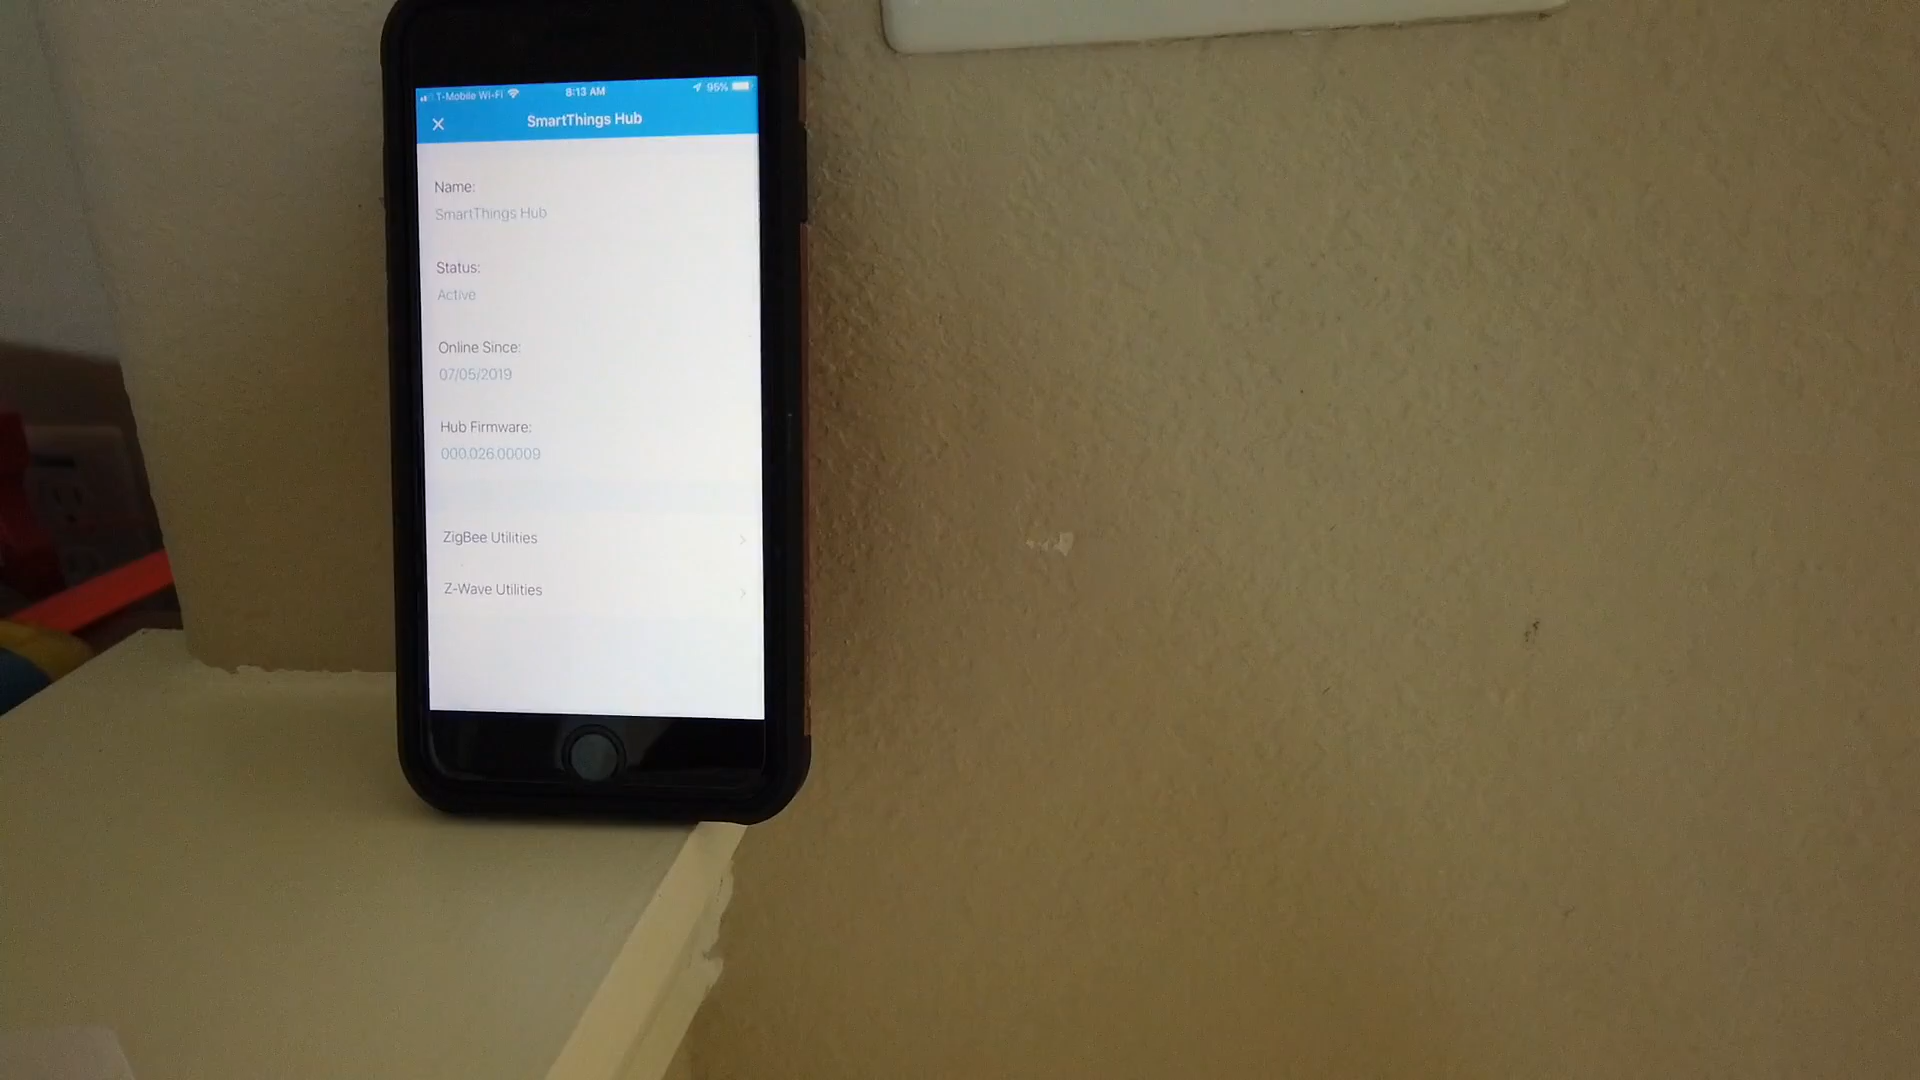 T-Mobile Wi-Fi 8:13 AM 95%
SmartThings Hub
Name:
SmartThings Hub
Status:
Active
Online Since:
07/05/2019
Hub Firmware:
000.026.00009
ZigBee Utilities
Z-Wave Utilities